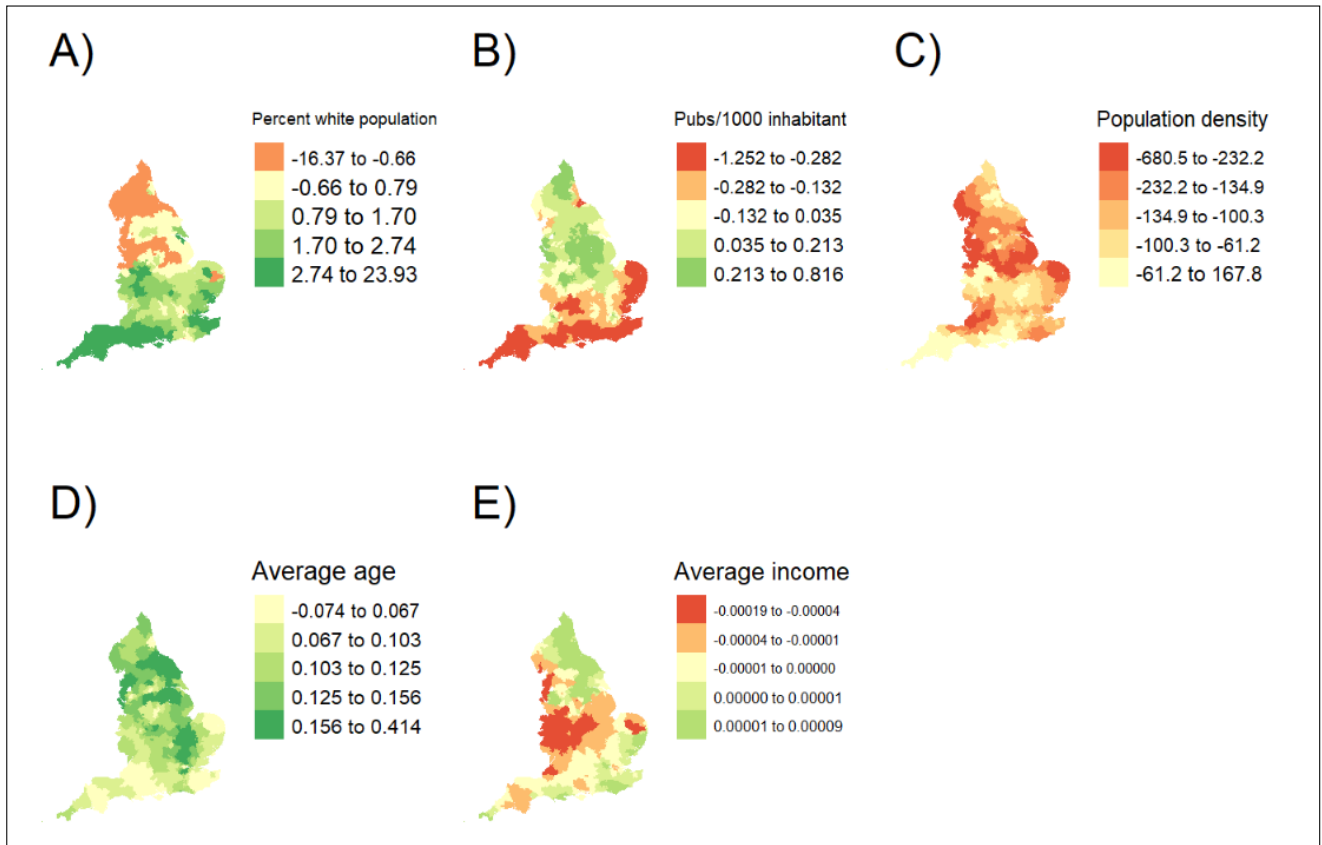 A)
Percent white population
-16.37 to -0.66
-0.66 to 0.79
0.79 to 1.70
1.70 to 2.74
2.74 to 23.93
B)
Pubs/1000 inhabitant
-1.252 to -0.282
-0.282 to -0.132
-0.132 to 0.035
0.035 to 0.213
0.213 to 0.816
C)
Population density
-680.5 to -232.2
-232.2 to -134.9
-134.9 to -100.3
-100.3 to -61.2
-61.2 to 167.8
D)
Average age
-0.074 to 0.067
0.067 to 0.103
0.103 to 0.125
0.125 to 0.156
0.156 to 0.414
E)
Average income
-0.00019 to -0.00004
-0.00004 to -0.00001
-0.00001 to 0.00000
0.00000 to 0.00001
0.00001 to 0.00009